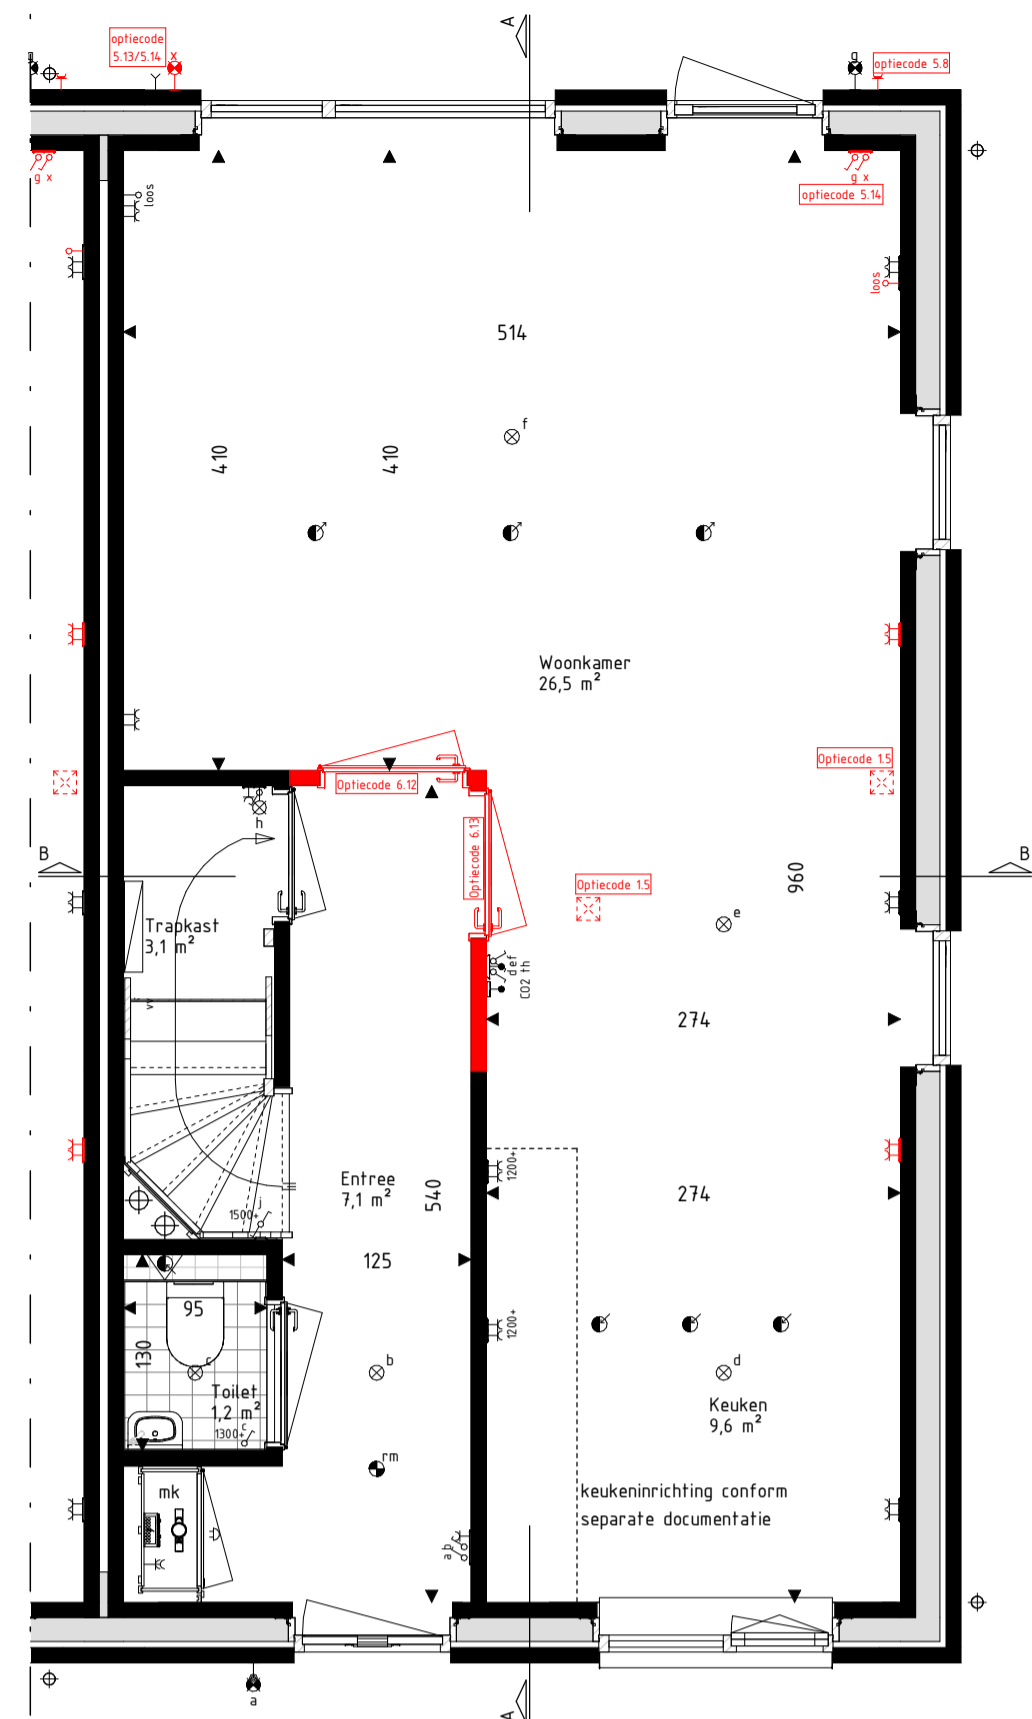 A
optiecode
5.13/5.14
x
g
optiecode 5.8
g x
g x
optiecode 5.14
loos
loos
514
f
410
410
Woonkamer
26,5 m²
Optiecode 1.5
Optiecode 6.12
h
Optiecode 6.13
B
B
Optiecode 1.5
960
e
Trapkast
3,1 m²
def
CO2 th
vv
274
1200+
Entree
7,1 m²
540
274
j
1500+
125
95
1200+
130
c
b
d
Toilet
1,2 m²
c
1300+
Keuken
9,6 m²
rm
mk
keukeninrichting conform
separate documentatie
a b
a
A